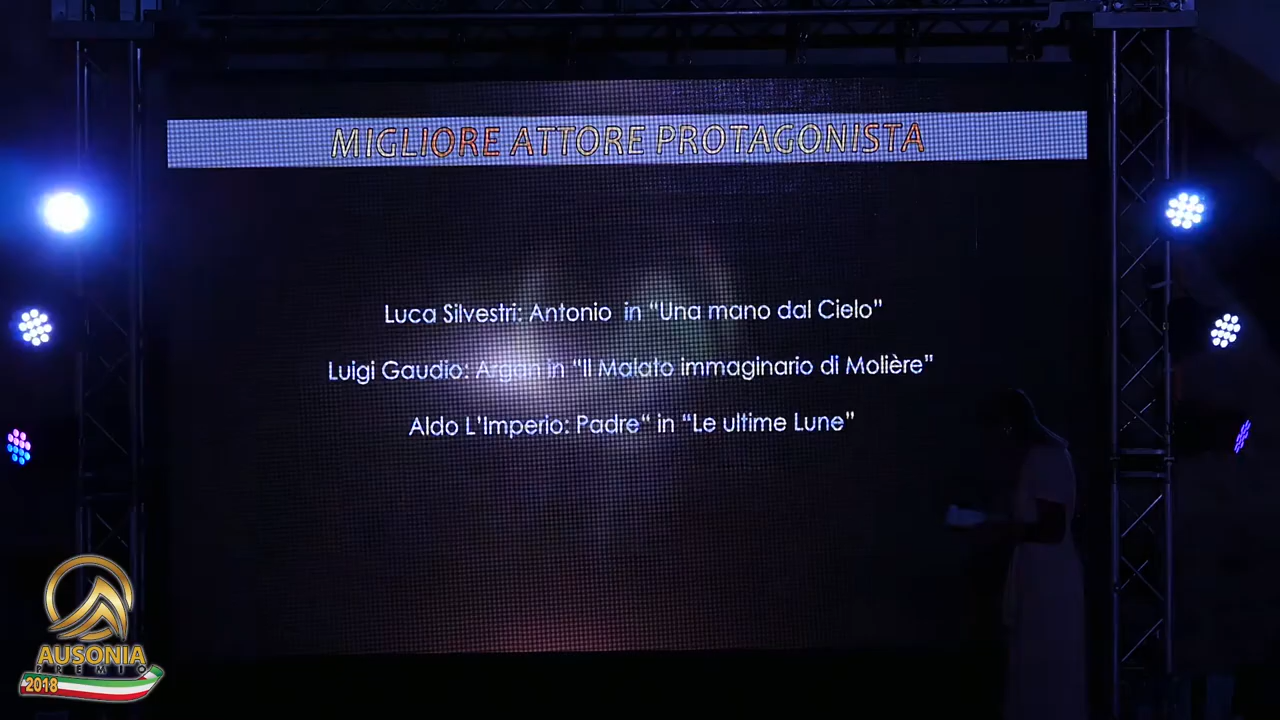 MIGLIORE ATTORE PROTAGONISTA
Luca Silvestri: Antonio in “Una mano dal Cielo”
Luigi Gaudio: Argan in “Il Malato immaginario di Molière”
Aldo L’Imperio: Padre“ in “Le ultime Lune”
AUSONIA
PREMIO
2018